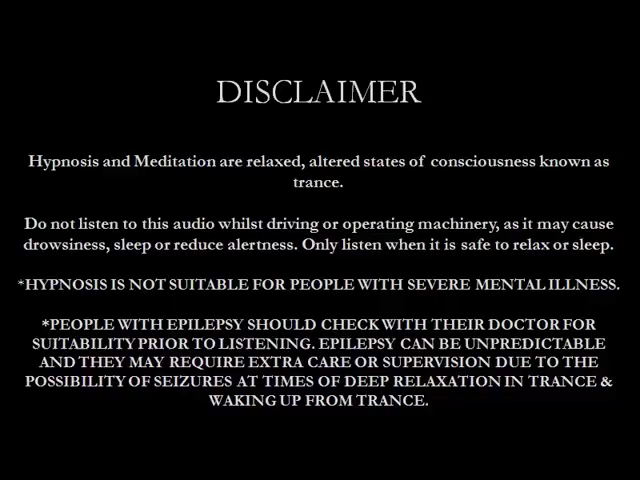 DISCLAIMER
Hypnosis and Meditation are relaxed, altered states of consciousness known as
trance.
Do not listen to this audio whilst driving or operating machinery, as it may cause
drowsiness, sleep or reduce alertness. Only listen when it is safe to relax or sleep.
*HYPNOSIS IS NOT SUITABLE FOR PEOPLE WITH SEVERE MENTAL ILLNESS.
*PEOPLE WITH EPILEPSY SHOULD CHECK WITH THEIR DOCTOR FOR
SUITABILITY PRIOR TO LISTENING. EPILEPSY CAN BE UNPREDICTABLE
AND THEY MAY REQUIRE EXTRA CARE OR SUPERVISION DUE TO THE
POSSIBILITY OF SEIZURES AT TIMES OF DEEP RELAXATION IN TRANCE &
WAKING UP FROM TRANCE.